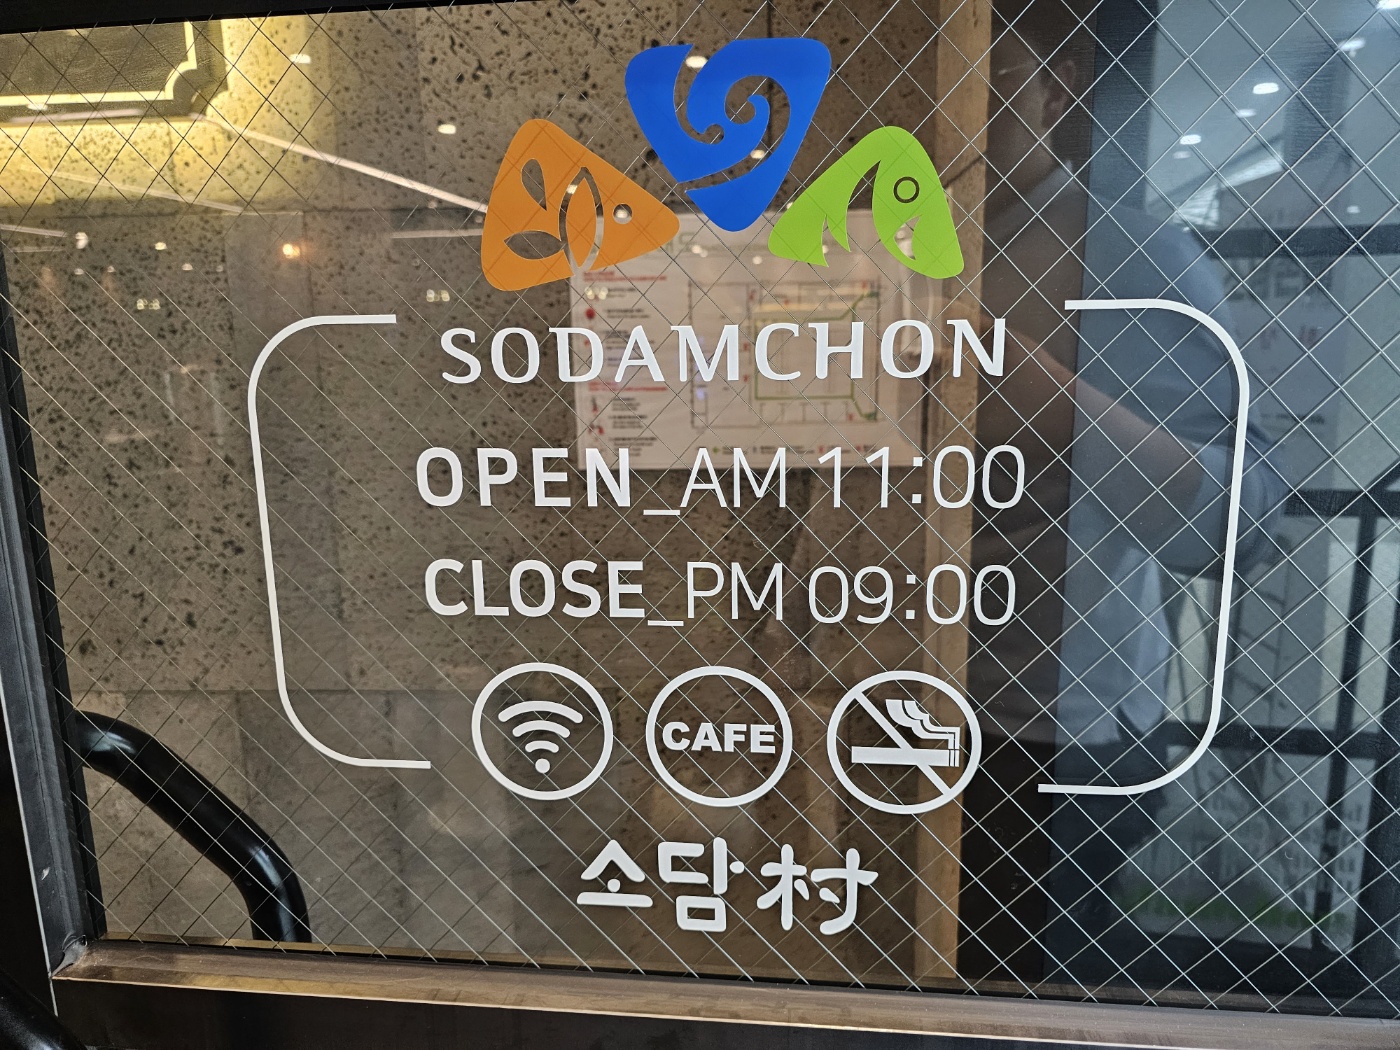 SODAMCHON
OPEN_AM 11:00
CLOSE_PM 09:00
CAFE
소담村